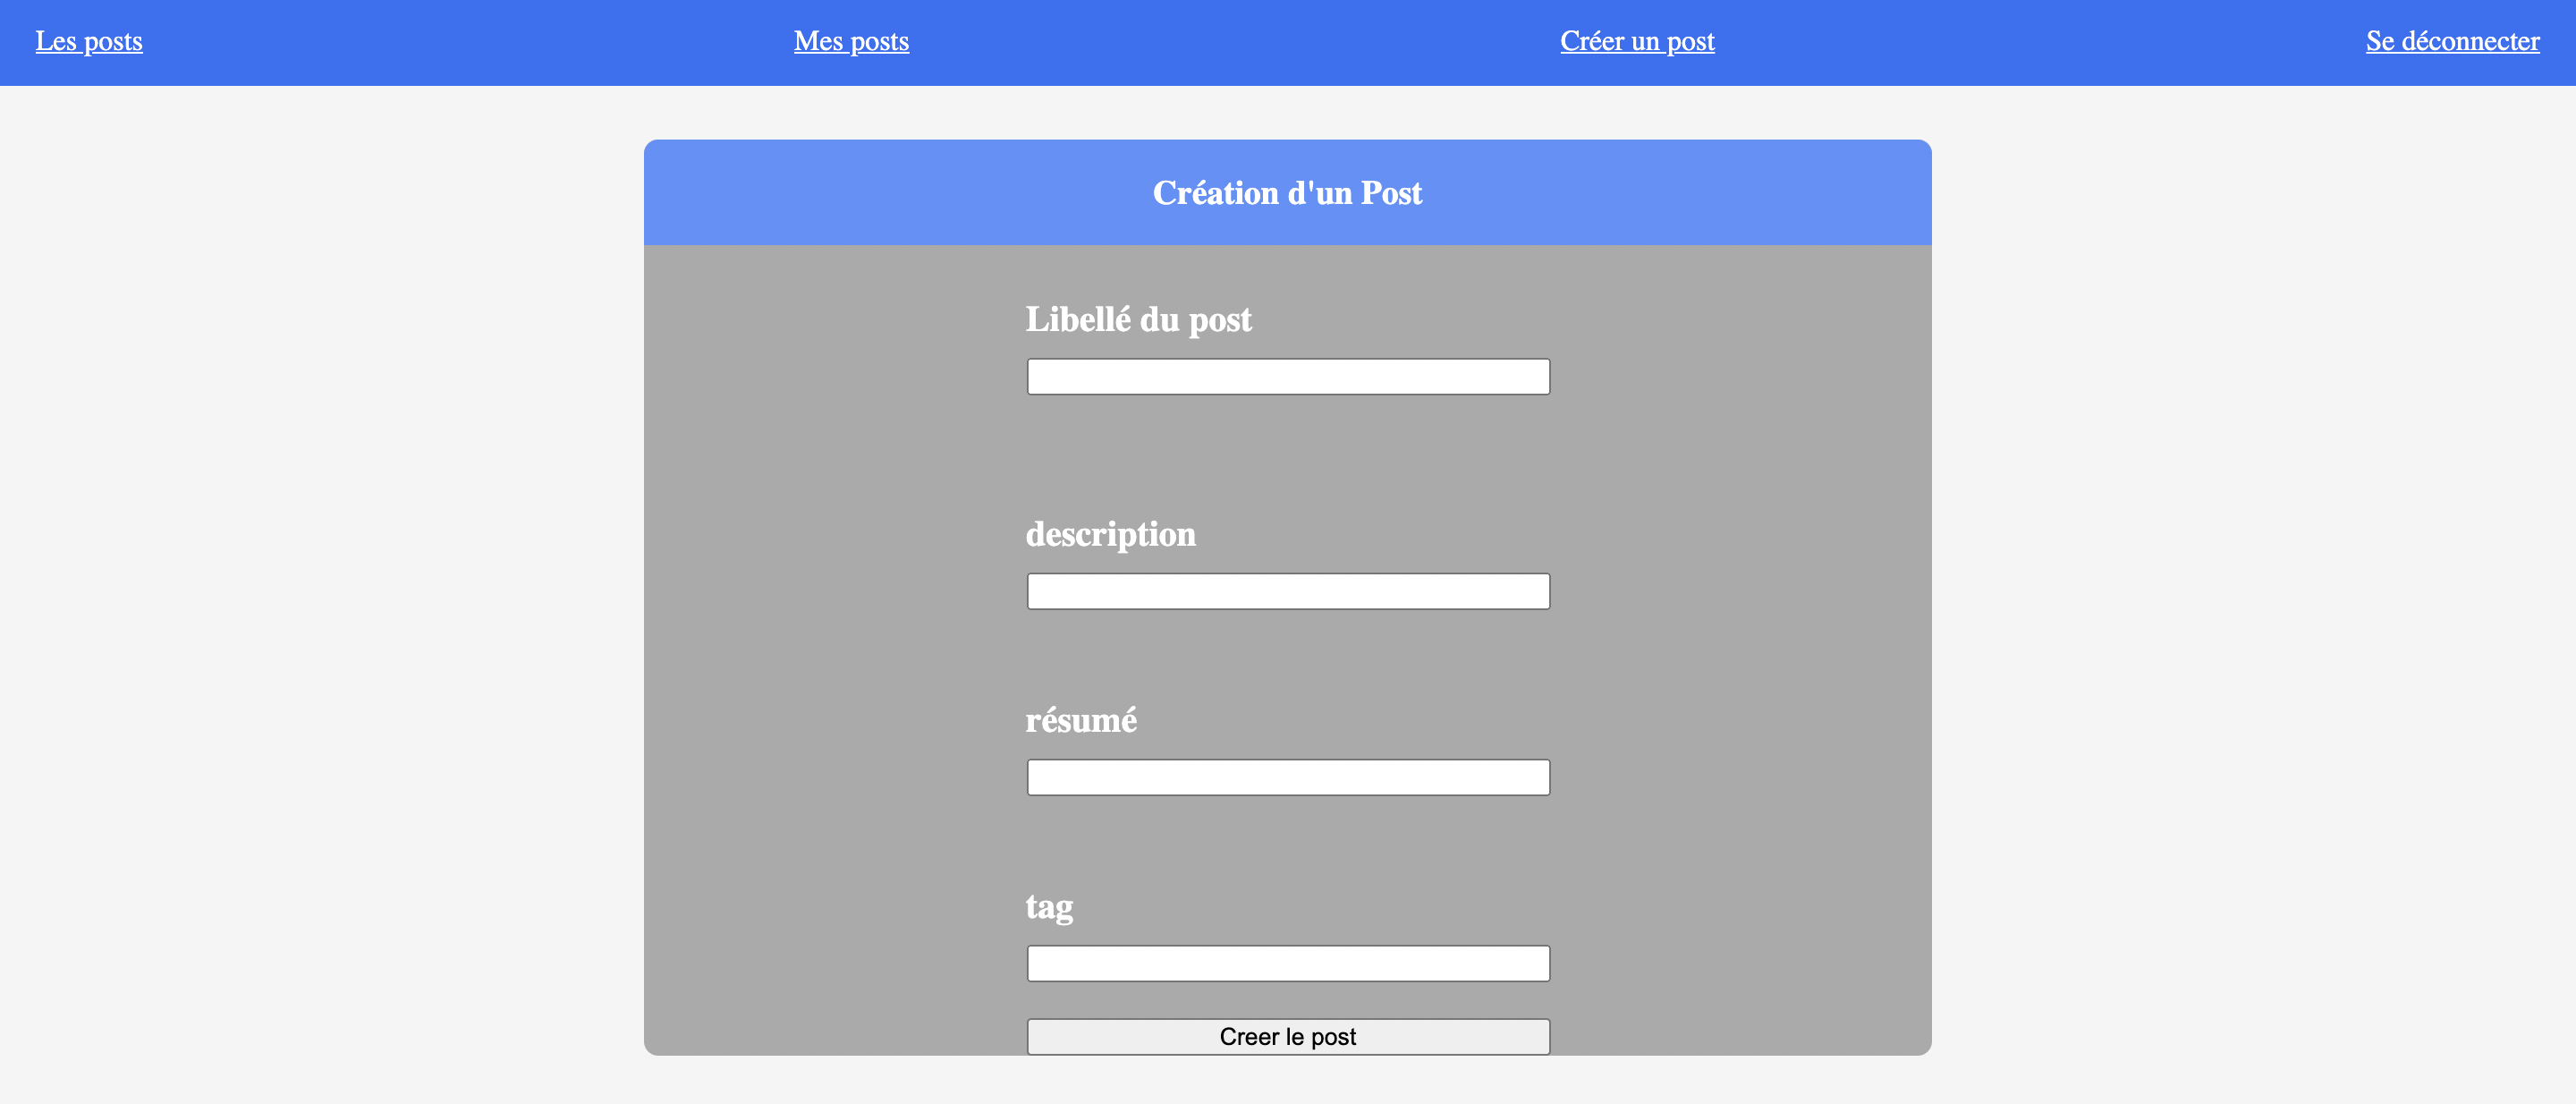 Les posts
Mes posts
Créer un post
Se déconnecter
Création d'un Post
Libellé du post
description
résumé
tag
Creer le post